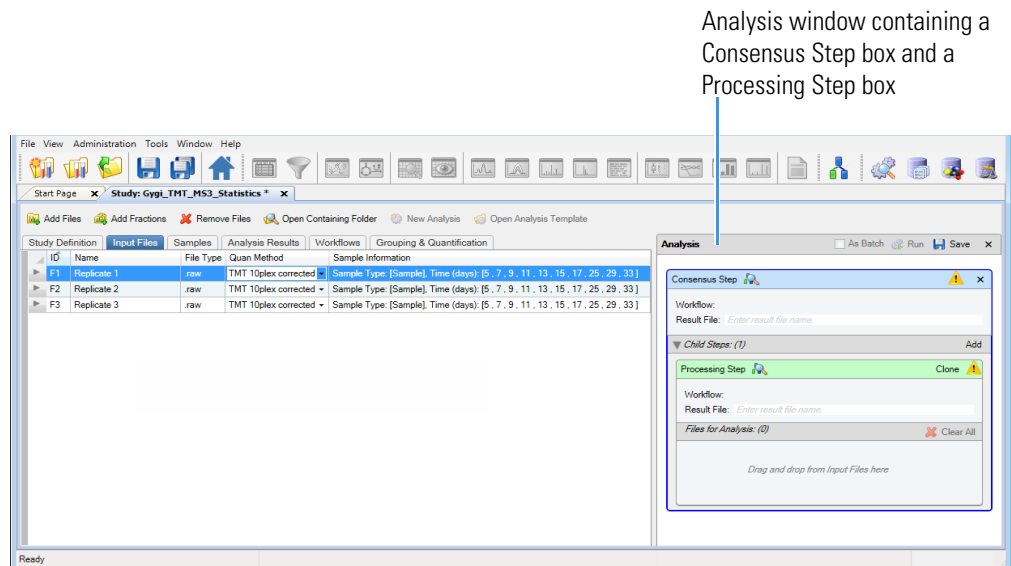 Analysis window containing a
Consensus Step box and a
Processing Step box
File View Administration Tools Window Help
Start Page x Study: Gygi_TMT_MS3_Statistics * x
Add Files Add Fractions Remove Files Open Containing Folder New Analysis Open Analysis Template
Study Definition Input Files Samples Analysis Results Workflows Grouping & Quantification
ID Name File Type Quan Method Sample Information
F1 Replicate 1 .raw TMT 10plex corrected Sample Type: [Sample], Time (days): [5 , 7 , 9 , 11 , 13 , 15 , 17 , 25 , 29 , 33 ]
F2 Replicate 2 .raw TMT 10plex corrected Sample Type: [Sample], Time (days): [5 , 7 , 9 , 11 , 13 , 15 , 17 , 25 , 29 , 33 ]
F3 Replicate 3 .raw TMT 10plex corrected Sample Type: [Sample], Time (days): [5 , 7 , 9 , 11 , 13 , 15 , 17 , 25 , 29 , 33 ]
Analysis As Batch Run Save x
Consensus Step x
Workflow:
Result File: Enter result file name.
Child Steps: (1) Add
Processing Step Clone
Workflow:
Result File: Enter result file name.
Files for Analysis: (0) Clear All
Drag and drop from Input Files here
Ready